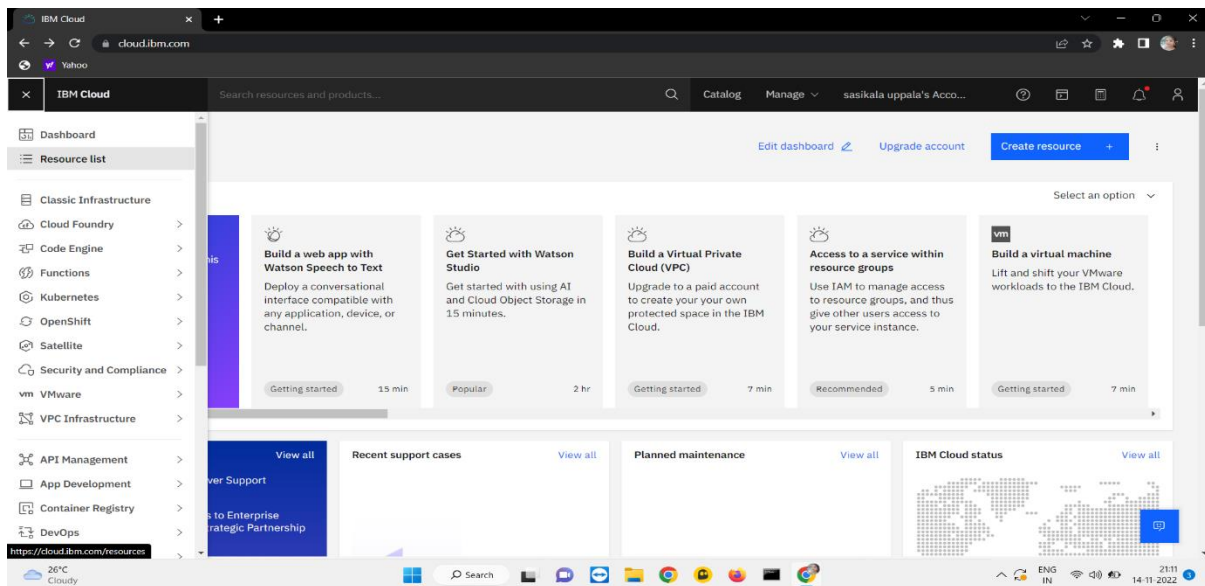 IBM Cloud
cloud.ibm.com
Yahoo
IBM Cloud
Search resources and products...
Catalog
Manage
sasikala uppala's Acco...
Dashboard
Resource list
Classic Infrastructure
Cloud Foundry
Code Engine
Functions
Kubernetes
OpenShift
Satellite
Security and Compliance
vm VMware
VPC Infrastructure
API Management
App Development
Container Registry
DevOps
https://cloud.ibm.com/resources
Edit dashboard
Upgrade account
Create resource +
Select an option
his
Build a web app with
Watson Speech to Text
Deploy a conversational
interface compatible with
any application, device, or
channel.
Getting started
15 min
Get Started with Watson
Studio
Get started with using AI
and Cloud Object Storage in
15 minutes.
Popular
2 hr
Build a Virtual Private
Cloud (VPC)
Upgrade to a paid account
to create your your own
protected space in the IBM
Cloud.
Getting started
7 min
Access to a service within
resource groups
Use IAM to manage access
to resource groups, and thus
give other users access to
your service instance.
Recommended
5 min
vm
Build a virtual machine
Lift and shift your VMware
workloads to the IBM Cloud.
Getting started
7 min
View all
ver Support
s to Enterprise
trategic Partnership
Recent support cases
View all
Planned maintenance
View all
IBM Cloud status
View all
26°C
Cloudy
Search
ENG
IN
21:11
14-11-2022